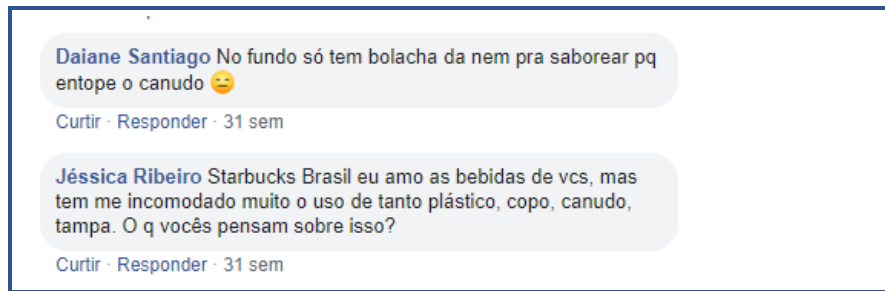 Daiane Santiago No fundo só tem bolacha da nem pra saborear pq
entope o canudo 😑
Curtir · Responder · 31 sem
Jéssica Ribeiro Starbucks Brasil eu amo as bebidas de vcs, mas
tem me incomodado muito o uso de tanto plástico, copo, canudo,
tampa. O q vocês pensam sobre isso?
Curtir · Responder · 31 sem